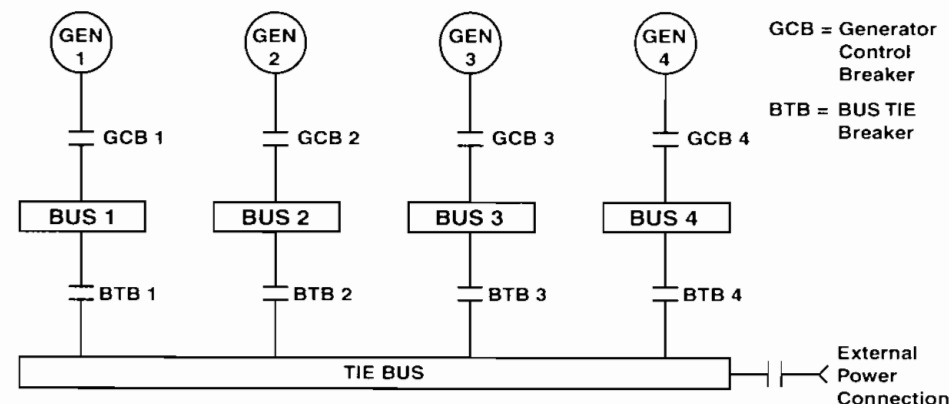 GEN 1
GEN 2
GEN 3
GEN 4
GCB = Generator
Control
Breaker
BTB = BUS TIE
Breaker
GCB 1
GCB 2
GCB 3
GCB 4
BUS 1
BUS 2
BUS 3
BUS 4
BTB 1
BTB 2
BTB 3
BTB 4
TIE BUS
External
Power
Connection